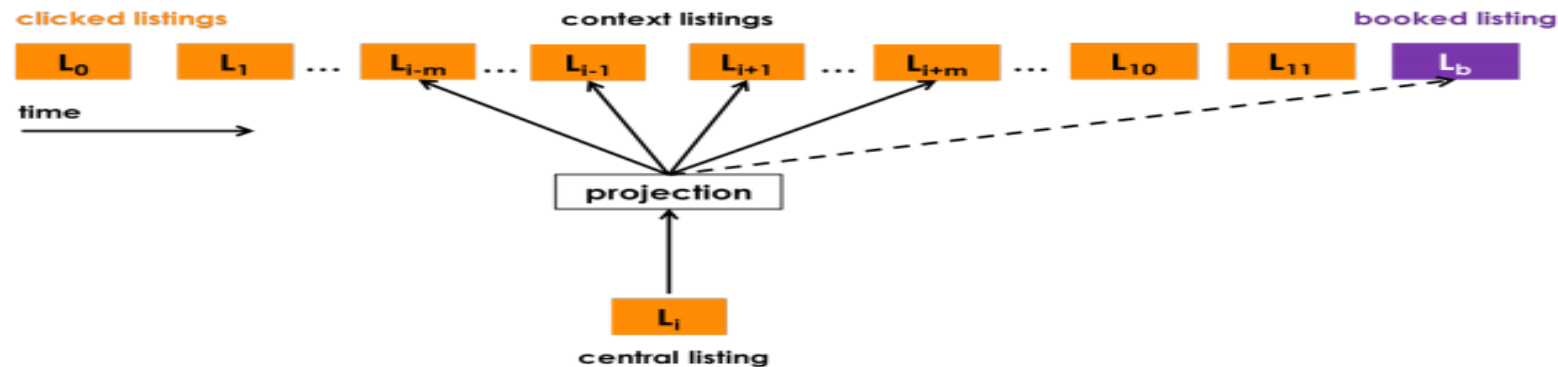 clicked listings context listings booked listing
L0 L1 ... Li-m ... Li-1 Li+1 ... Li+m ... L10 L11 Lb
time
projection
Li
central listing